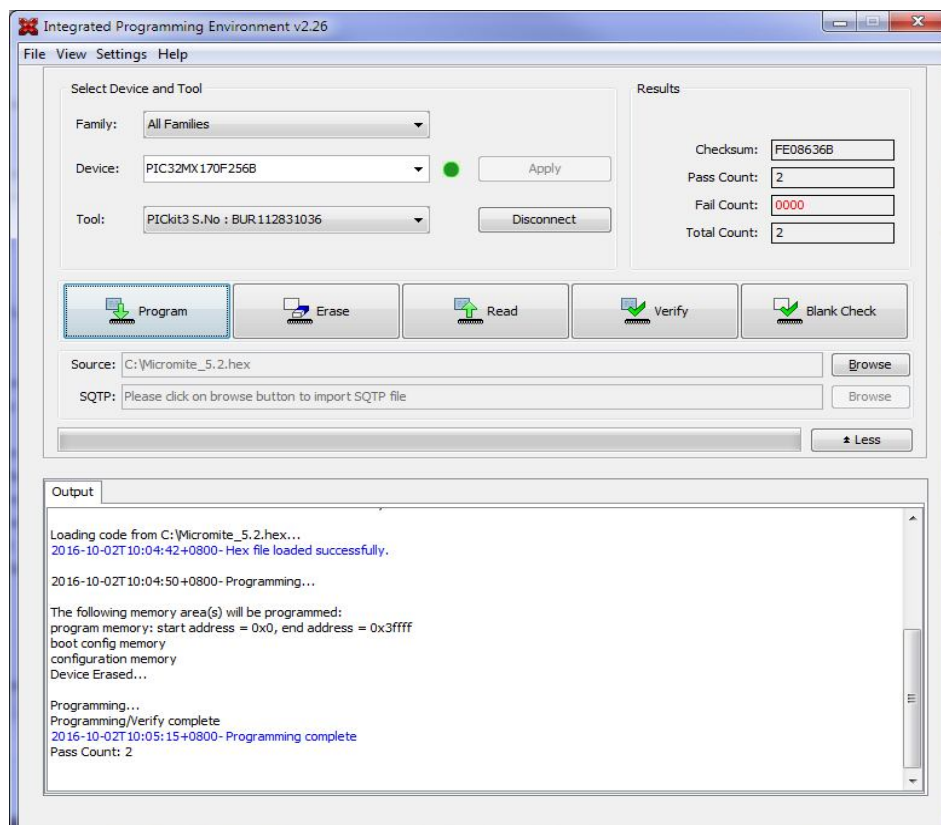 Integrated Programming Environment v2.26
File View Settings Help
Select Device and Tool
Family: All Families
Device: PIC32MX170F256B Apply
Tool: PICkit3 S.No : BUR112831036 Disconnect
Results
Checksum: FE08636B
Pass Count: 2
Fail Count: 0000
Total Count: 2
Program Erase Read Verify Blank Check
Source: C:\Micromite_5.2.hex Browse
SQTP: Please click on browse button to import SQTP file Browse
Less
Output
Loading code from C:\Micromite_5.2.hex...
2016-10-02T10:04:42+0800- Hex file loaded successfully.
2016-10-02T10:04:50+0800- Programming...
The following memory area(s) will be programmed:
program memory: start address = 0x0, end address = 0x3ffff
boot config memory
configuration memory
Device Erased...
Programming...
Programming/Verify complete
2016-10-02T10:05:15+0800- Programming complete
Pass Count: 2